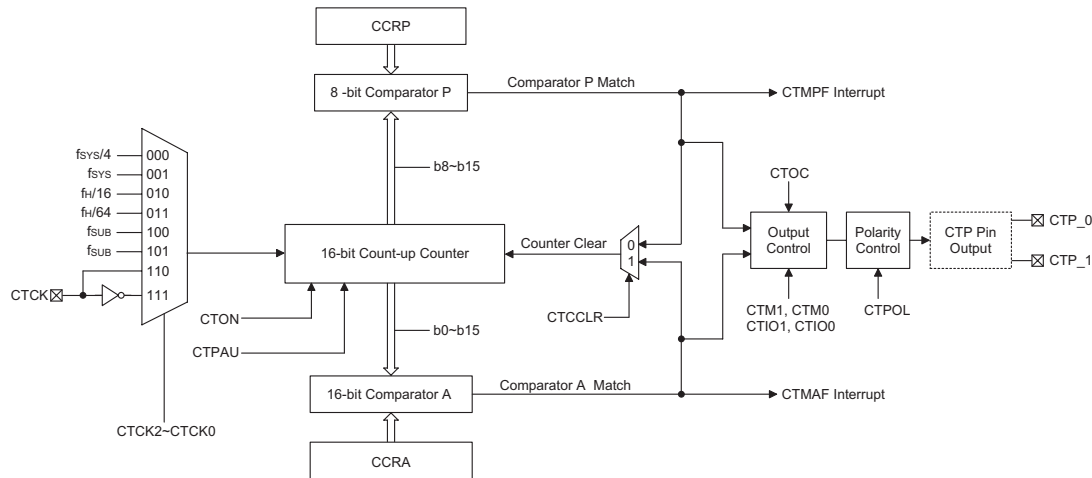 CCRP
8 -bit Comparator P
Comparator P Match
CTMPF Interrupt
b8~b15
fSYS/4
000
fSYS
001
fH/16
010
fH/64
011
fSUB
100
fSUB
101
110
111
CTCK
CTCK2~CTCK0
16-bit Count-up Counter
CTON
CTPAU
Counter Clear
0
1
CTCCLR
CTOC
Output
Control
CTM1, CTM0
CTIO1, CTIO0
Polarity
Control
CTPOL
CTP Pin
Output
CTP_0
CTP_1
b0~b15
16-bit Comparator A
Comparator A Match
CTMAF Interrupt
CCRA